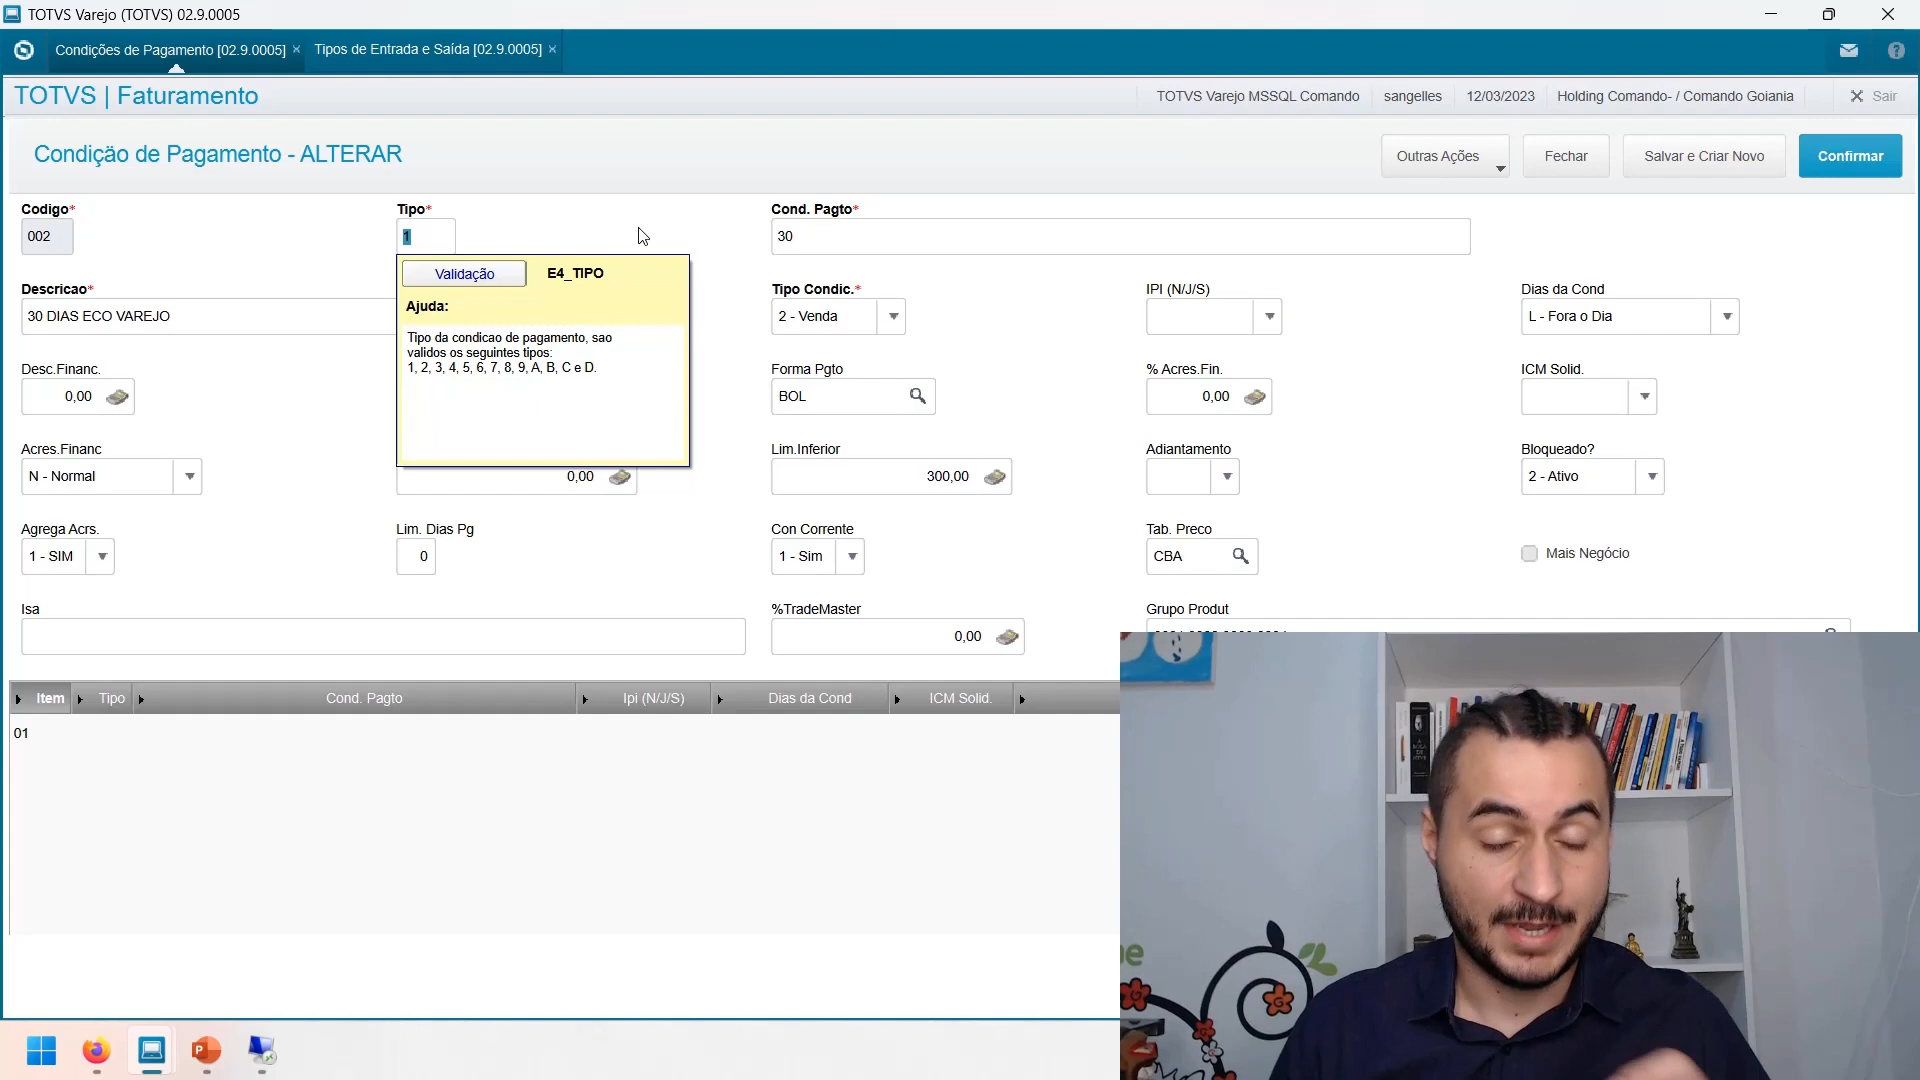 TOTVS Varejo (TOTVS) 02.9.0005
Condições de Pagamento [02.9.0005] Tipos de Entrada e Saída [02.9.0005]
TOTVS | Faturamento
TOTVS Varejo MSSQL Comando sangelles 12/03/2023 Holding Comando- / Comando Goiania Sair
Condição de Pagamento - ALTERAR
Outras Ações Fechar Salvar e Criar Novo Confirmar
Codigo* Tipo* Cond. Pagto*
002 1 30
Validação E4_TIPO
Ajuda:
Tipo da condicao de pagamento, sao
validos os seguintes tipos:
1, 2, 3, 4, 5, 6, 7, 8, 9, A, B, C e D.
Descricao* Tipo Condic.* IPI (N/J/S) Dias da Cond
30 DIAS ECO VAREJO 2 - Venda L - Fora o Dia
Desc.Financ. Forma Pgto % Acres.Fin. ICM Solid.
0,00 BOL 0,00
Acres.Financ Lim.Inferior Adiantamento Bloqueado?
N - Normal 0,00 300,00 2 - Ativo
Agrega Acrs. Lim. Dias Pg Con Corrente Tab. Preco
1 - SIM 0 1 - Sim CBA Mais Negócio
Isa %TradeMaster Grupo Produt
0,00
Item Tipo Cond. Pagto Ipi (N/J/S) Dias da Cond ICM Solid.
01